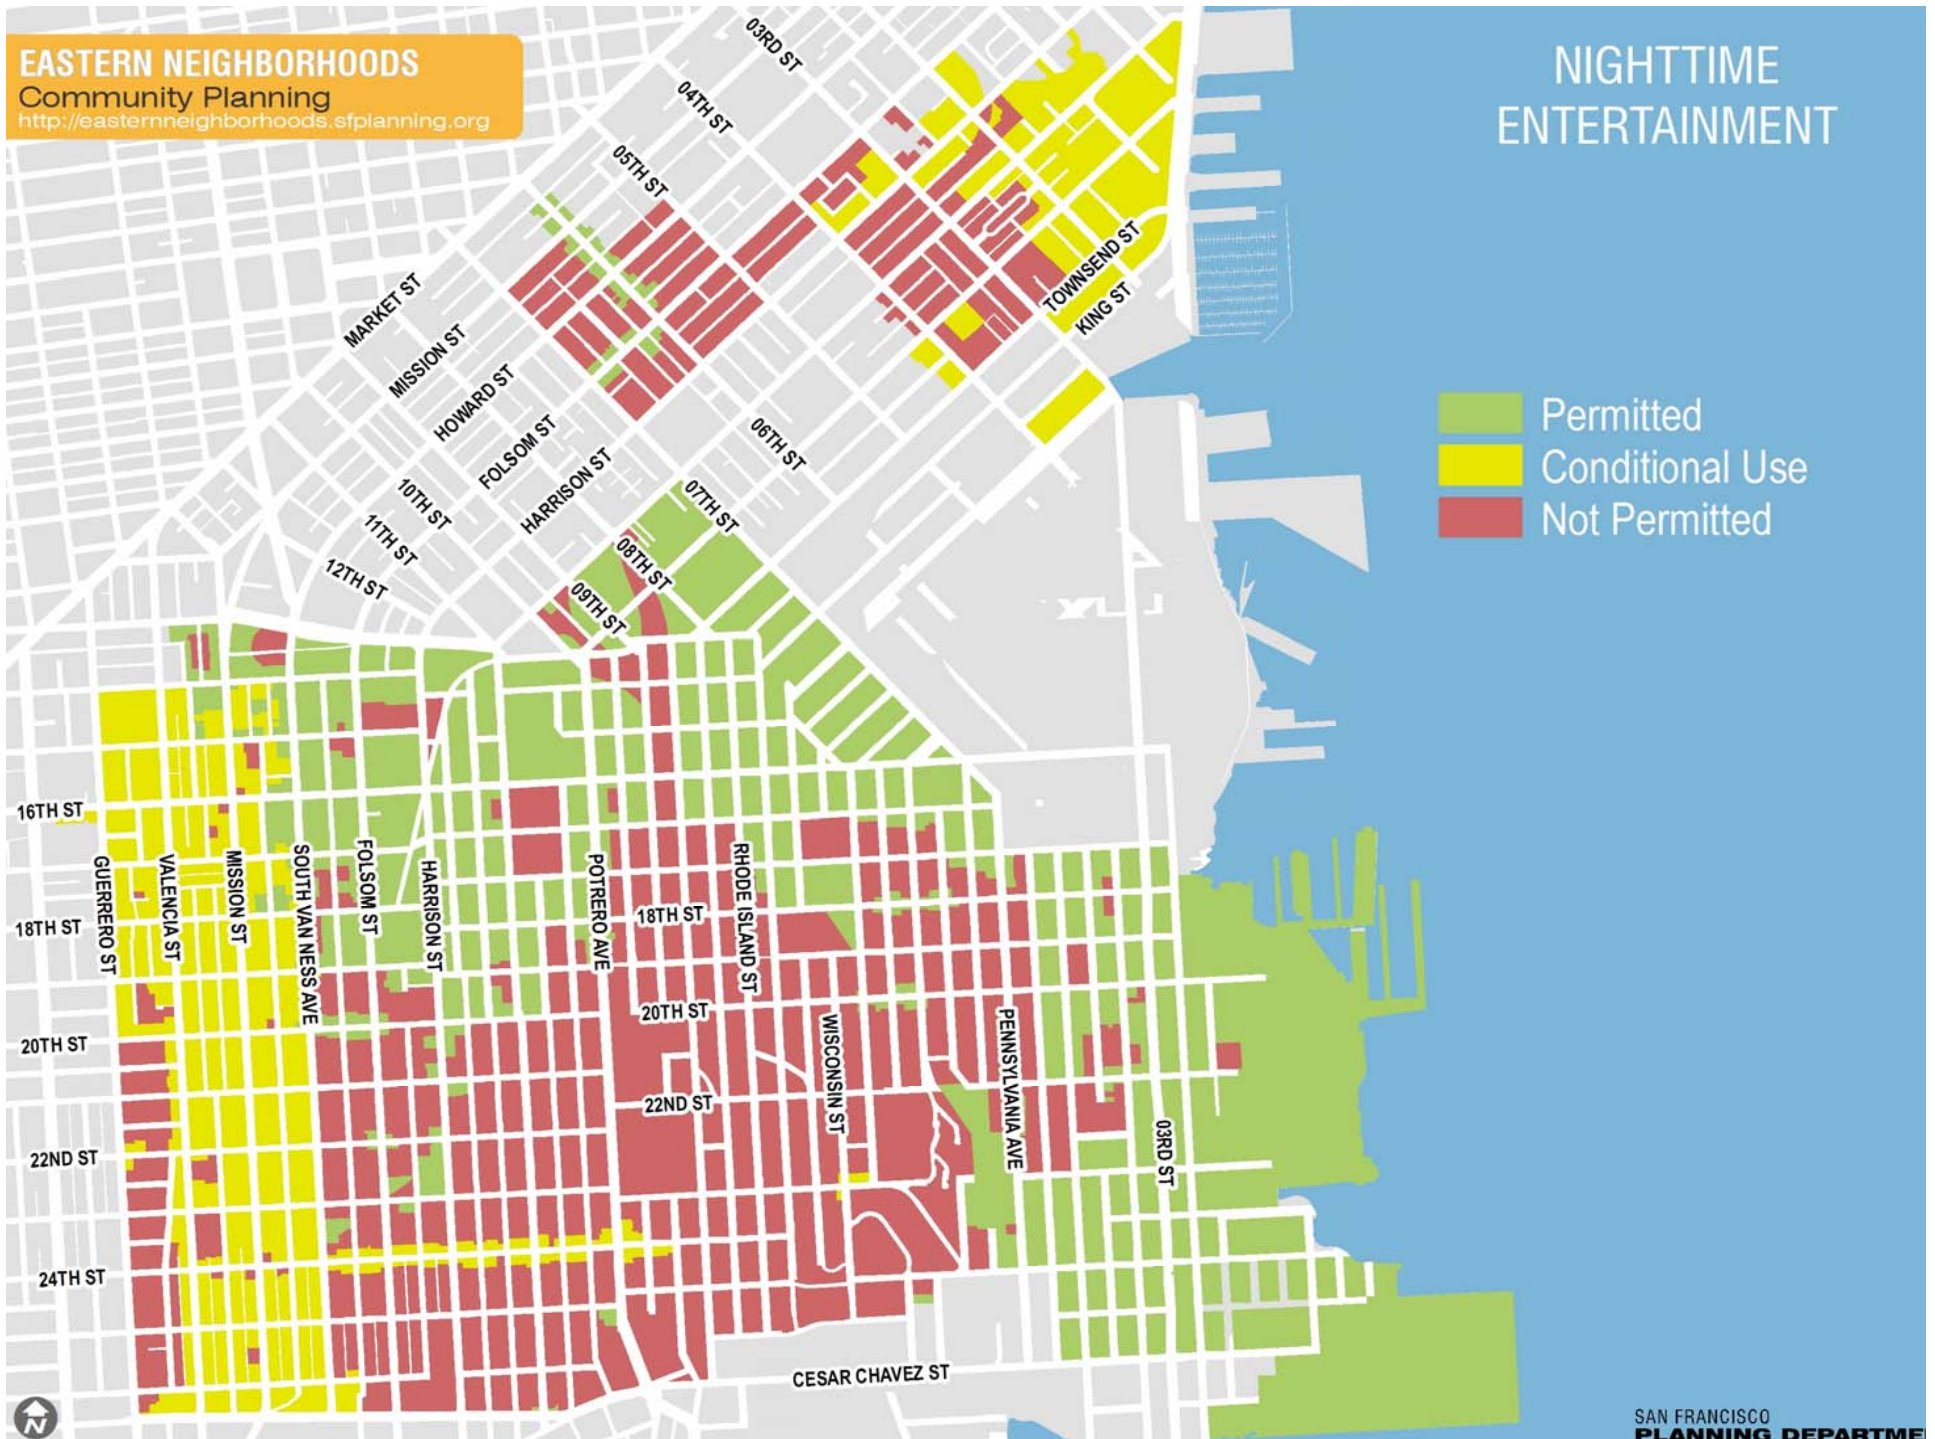 EASTERN NEIGHBORHOODS
Community Planning
http://easternneighborhoods.sfplanning.org
NIGHTTIME
ENTERTAINMENT
03RD ST
04TH ST
05TH ST
MARKET ST
MISSION ST
HOWARD ST
FOLSOM ST
HARRISON ST
TOWNSEND ST
KING ST
06TH ST
07TH ST
08TH ST
09TH ST
10TH ST
11TH ST
12TH ST
Permitted
Conditional Use
Not Permitted
16TH ST
18TH ST
20TH ST
22ND ST
24TH ST
GUERRERO ST
VALENCIA ST
MISSION ST
SOUTH VAN NESS AVE
FOLSOM ST
HARRISON ST
POTRERO AVE
RHODE ISLAND ST
18TH ST
20TH ST
22ND ST
WISCONSIN ST
PENNSYLVANIA AVE
03RD ST
CESAR CHAVEZ ST
N
SAN FRANCISCO
PLANNING DEPARTME